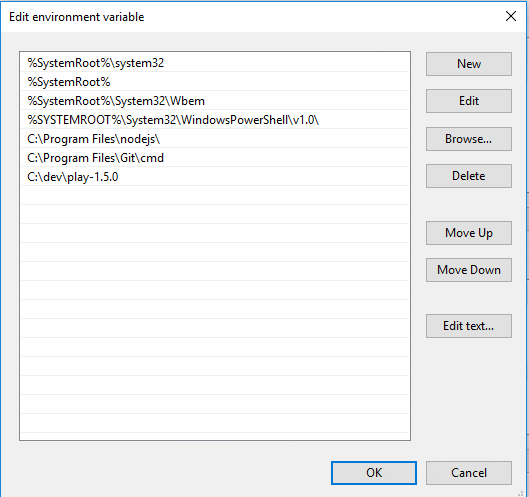 Edit environment variable
%SystemRoot%\system32
%SystemRoot%
%SystemRoot%\System32\Wbem
%SYSTEMROOT%\System32\WindowsPowerShell\v1.0\
C:\Program Files\nodejs\
C:\Program Files\Git\cmd
C:\dev\play-1.5.0
New
Edit
Browse...
Delete
Move Up
Move Down
Edit text...
OK
Cancel